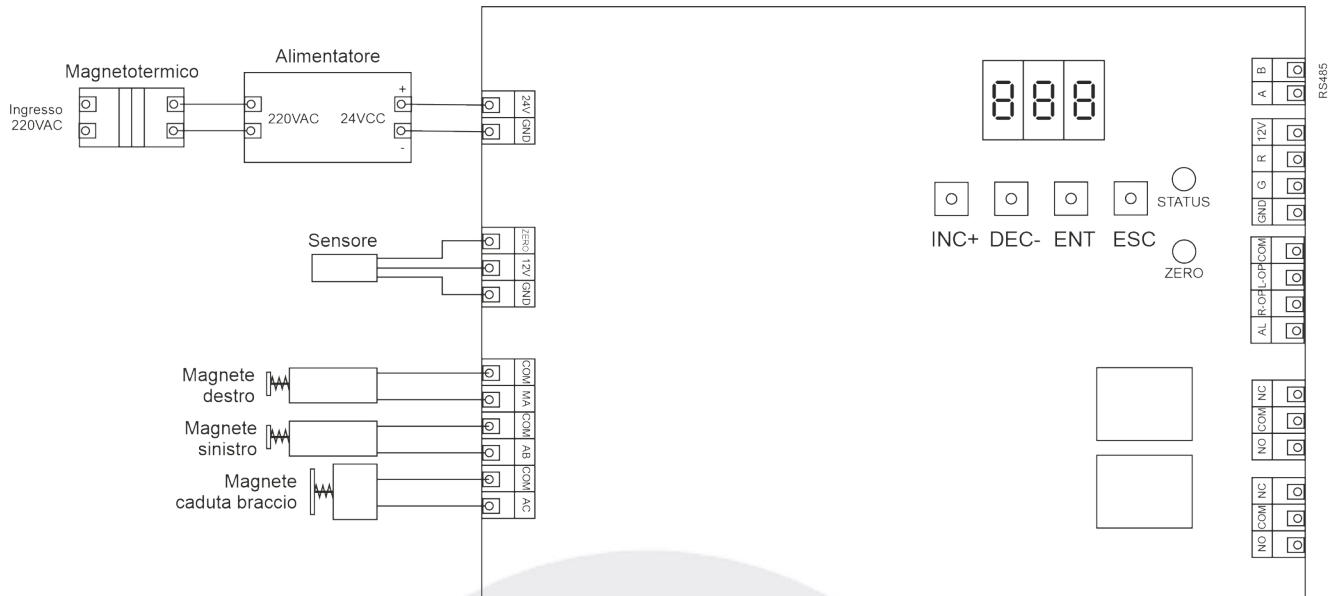 Alimentatore
Magnetotermico
Ingresso
220VAC
220VAC
24VCC
+
-
24V
GND
Sensore
ZERO
12V
GND
Magnete
destro
COM
MA
Magnete
sinistro
COM
AB
Magnete
caduta braccio
COM
AC
888
INC+ DEC- ENT ESC
STATUS
ZERO
B
A
RS485
12V
R
G
GND
COM
L-OP
R-OP
AL
NC
COM
NO
NC
COM
NO